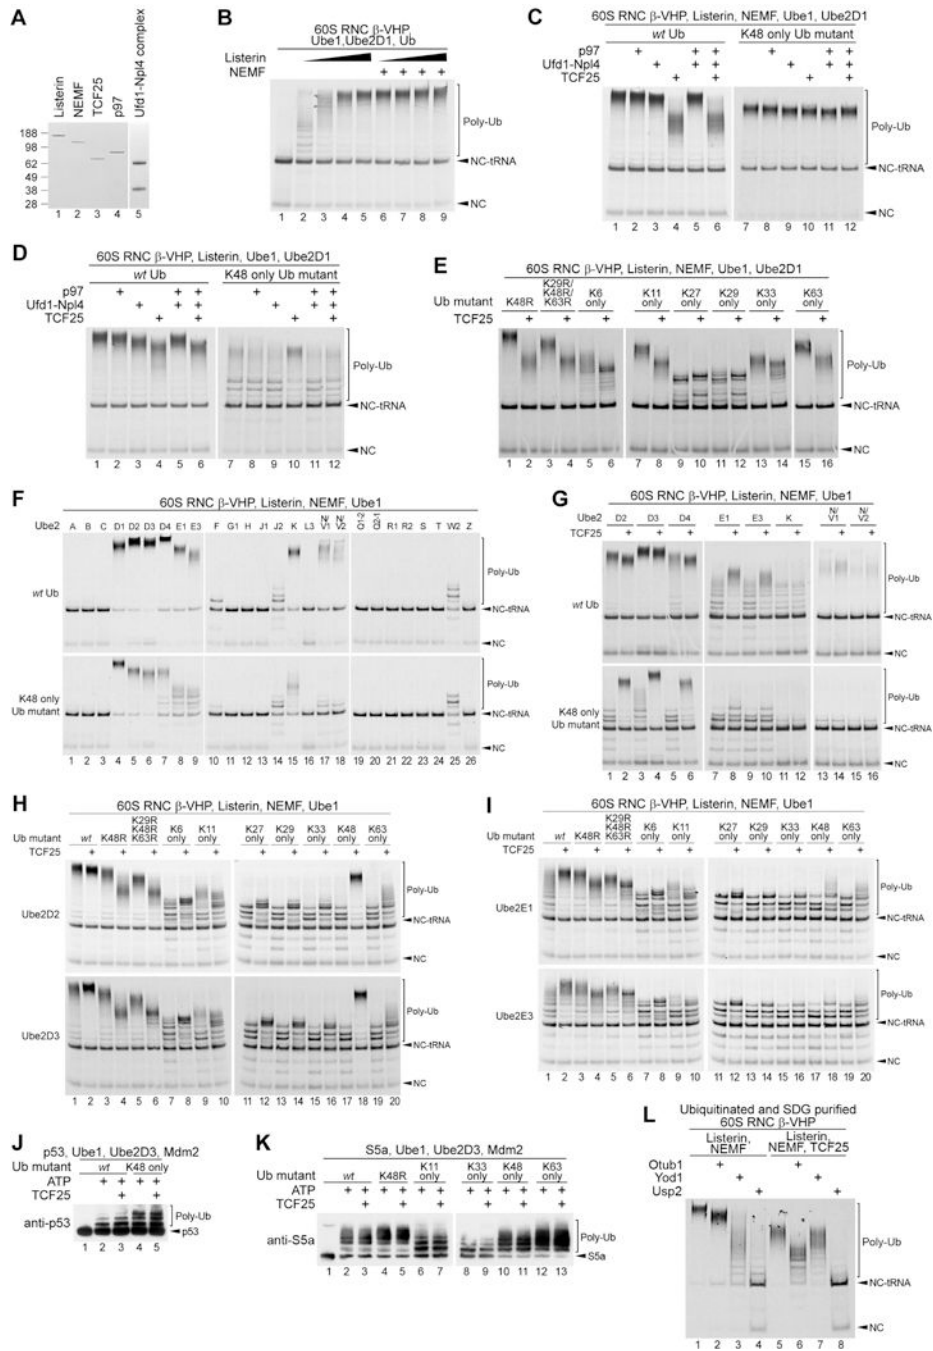 A
Listerin
NEMF
TCF25
p97
Ufd1-Npl4 complex
188
98
62
49
38
28
1 2 3 4 5
B
60S RNC β-VHP,
Ube1,Ube2D1, Ub
Listerin
NEMF + + + +
Poly-Ub
NC-tRNA
NC
1 2 3 4 5 6 7 8 9
C
60S RNC β-VHP, Listerin, NEMF, Ube1, Ube2D1
wt Ub K48 only Ub mutant
p97 + + + + + +
Ufd1-Npl4 + + + + + +
TCF25 + + + +
Poly-Ub
NC-tRNA
NC
1 2 3 4 5 6 7 8 9 10 11 12
D
60S RNC β-VHP, Listerin, Ube1, Ube2D1
wt Ub K48 only Ub mutant
p97 + + + + + +
Ufd1-Npl4 + + + + + +
TCF25 + + + +
Poly-Ub
NC-tRNA
NC
1 2 3 4 5 6 7 8 9 10 11 12
E
60S RNC β-VHP, Listerin, NEMF, Ube1, Ube2D1
Ub mutant K48R K29R/K48R/K63R K6 only K11 only K27 only K29 only K33 only K63 only
TCF25 + + + + + + + +
Poly-Ub
NC-tRNA
NC
1 2 3 4 5 6 7 8 9 10 11 12 13 14 15 16
F
60S RNC β-VHP, Listerin, NEMF, Ube1
Ube2 A B C D1 D2 D3 D4 E1 E3 F G1 H J1 J2 K L3 N/V1 N/V2 Q1-2 Q2-1 R1 R2 S T W2 Z
wt Ub
Poly-Ub
NC-tRNA
NC
K48 only Ub mutant
Poly-Ub
NC-tRNA
NC
1 2 3 4 5 6 7 8 9 10 11 12 13 14 15 16 17 18 19 20 21 22 23 24 25 26
G
60S RNC β-VHP, Listerin, NEMF, Ube1
Ube2 D2 D3 D4 E1 E3 K N/V1 N/V2
TCF25 + + + + + + + +
wt Ub
Poly-Ub
NC-tRNA
NC
K48 only Ub mutant
Poly-Ub
NC-tRNA
NC
1 2 3 4 5 6 7 8 9 10 11 12 13 14 15 16
H
60S RNC β-VHP, Listerin, NEMF, Ube1
Ub mutant wt K48R K29R K48R K63R K6 only K11 only K27 only K29 only K33 only K48 only K63 only
TCF25 + + + + + + + + + +
Ube2D2
Poly-Ub
NC-tRNA
NC
Ube2D3
Poly-Ub
NC-tRNA
NC
1 2 3 4 5 6 7 8 9 10 11 12 13 14 15 16 17 18 19 20
I
60S RNC β-VHP, Listerin, NEMF, Ube1
Ub mutant wt K48R K29R K48R K63R K6 only K11 only K27 only K29 only K33 only K48 only K63 only
TCF25 + + + + + + + + + +
Ube2E1
Poly-Ub
NC-tRNA
NC
Ube2E3
Poly-Ub
NC-tRNA
NC
1 2 3 4 5 6 7 8 9 10 11 12 13 14 15 16 17 18 19 20
J
p53, Ube1, Ube2D3, Mdm2
Ub mutant wt K48 only
ATP + + + +
TCF25 + +
anti-p53
Poly-Ub
p53
1 2 3 4 5
K
S5a, Ube1, Ube2D3, Mdm2
Ub mutant wt K48R K11 only K33 only K48 only K63 only
ATP + + + + + + + + + + + +
TCF25 + + + + + +
anti-S5a
Poly-Ub
S5a
1 2 3 4 5 6 7 8 9 10 11 12 13
L
Ubiquitinated and SDG purified
60S RNC β-VHP
Listerin, NEMF Listerin, NEMF, TCF25
Otub1 + +
Yod1 + +
Usp2 + +
Poly-Ub
NC-tRNA
NC
1 2 3 4 5 6 7 8